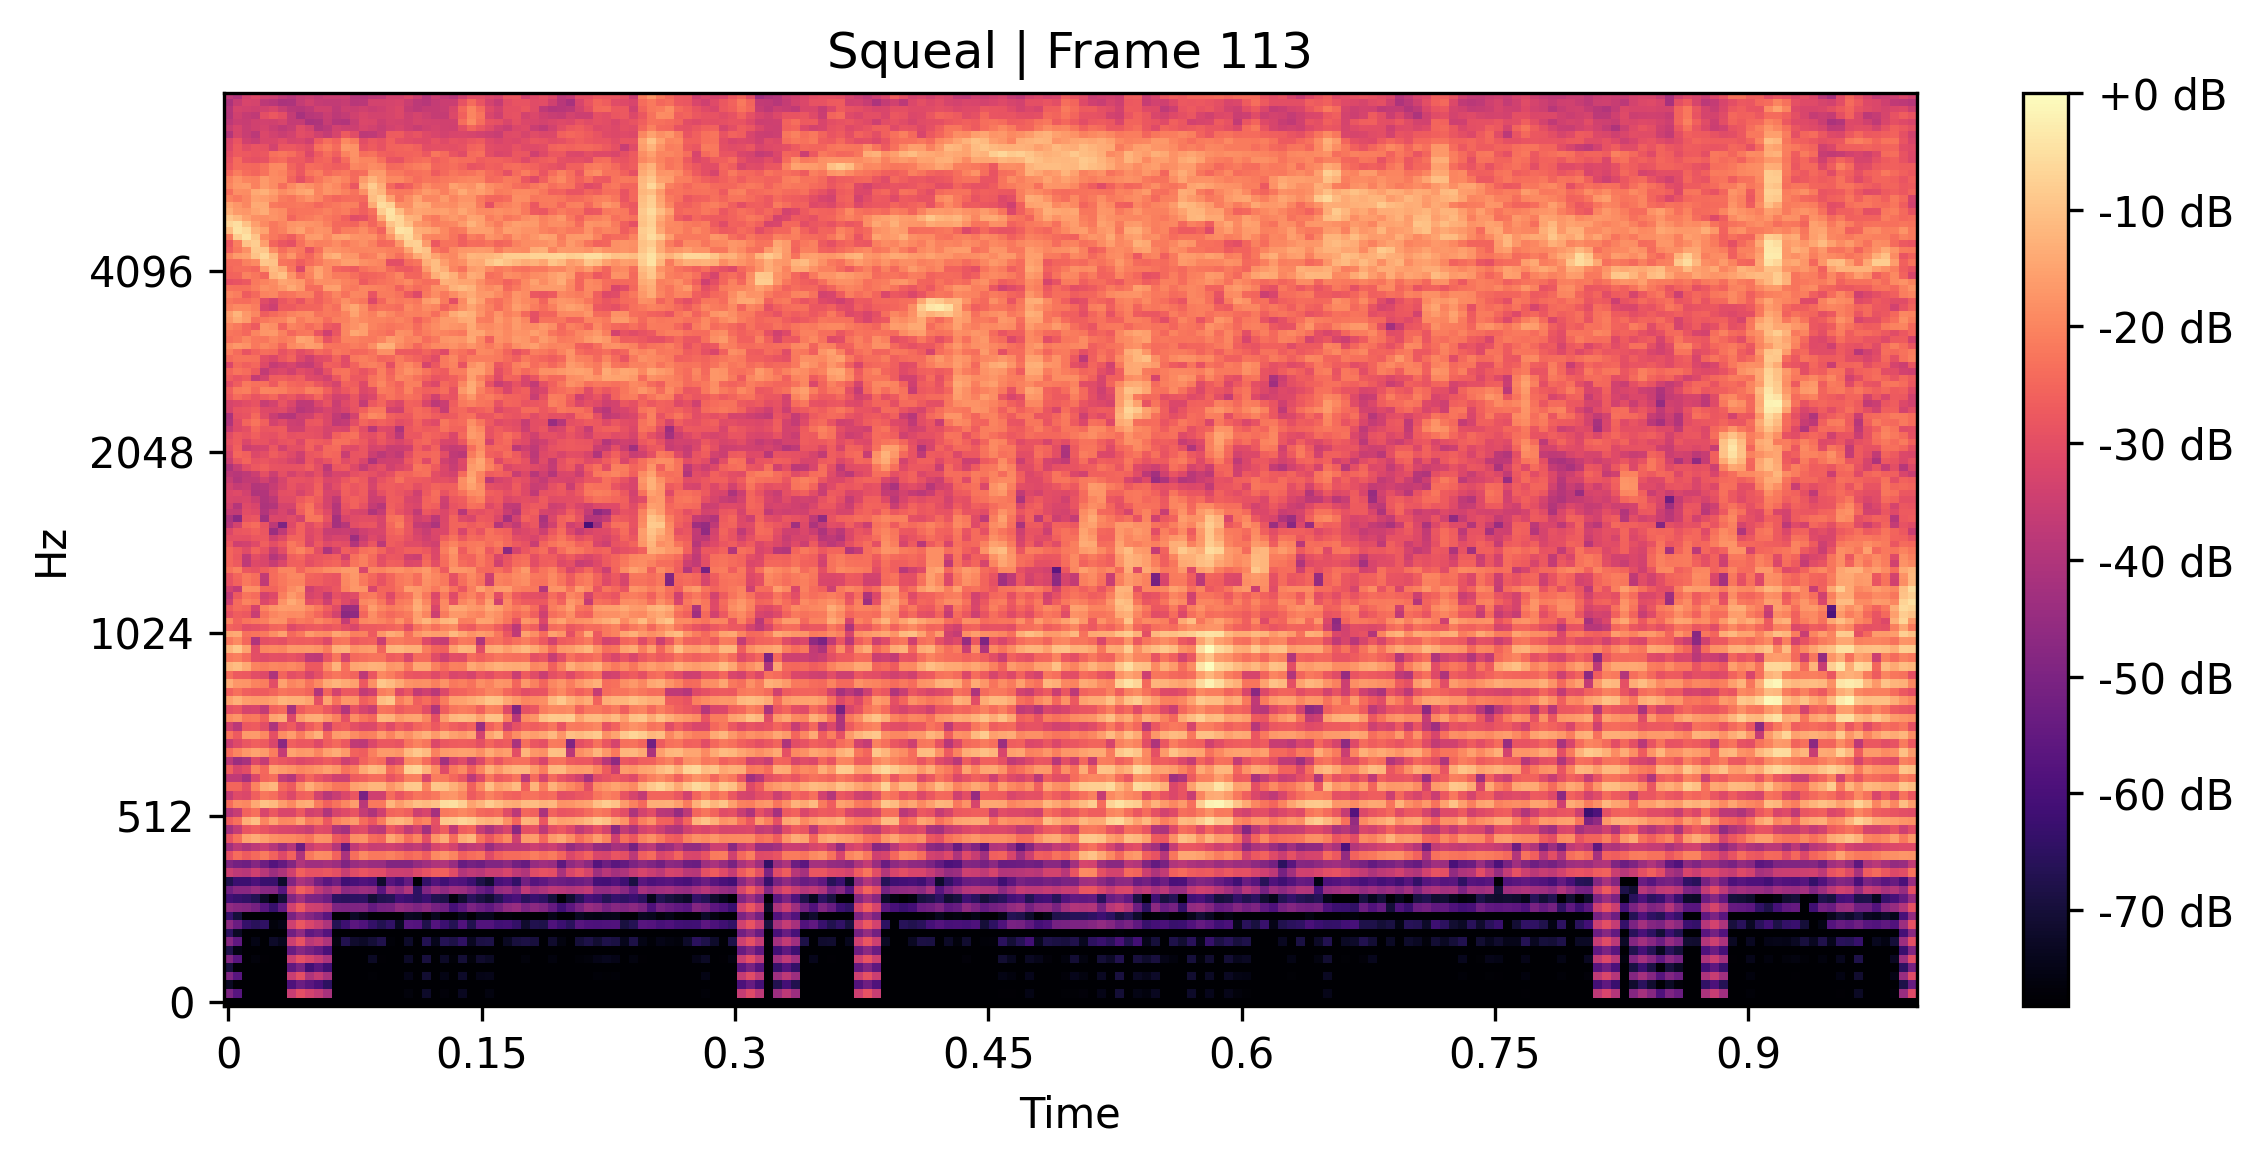 Squeal | Frame 113
+0 dB
-10 dB
-20 dB
-30 dB
-40 dB
-50 dB
-60 dB
-70 dB
Hz
4096
2048
1024
512
0
0 0.15 0.3 0.45 0.6 0.75 0.9
Time